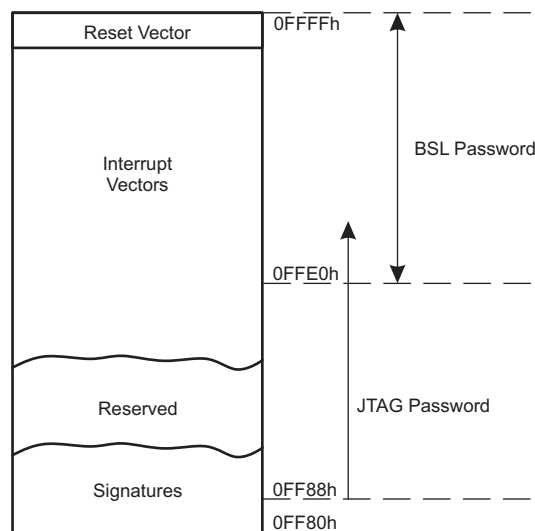 Reset Vector
0FFFFh
Interrupt
Vectors
BSL Password
0FFE0h
Reserved
JTAG Password
Signatures
0FF88h
0FF80h